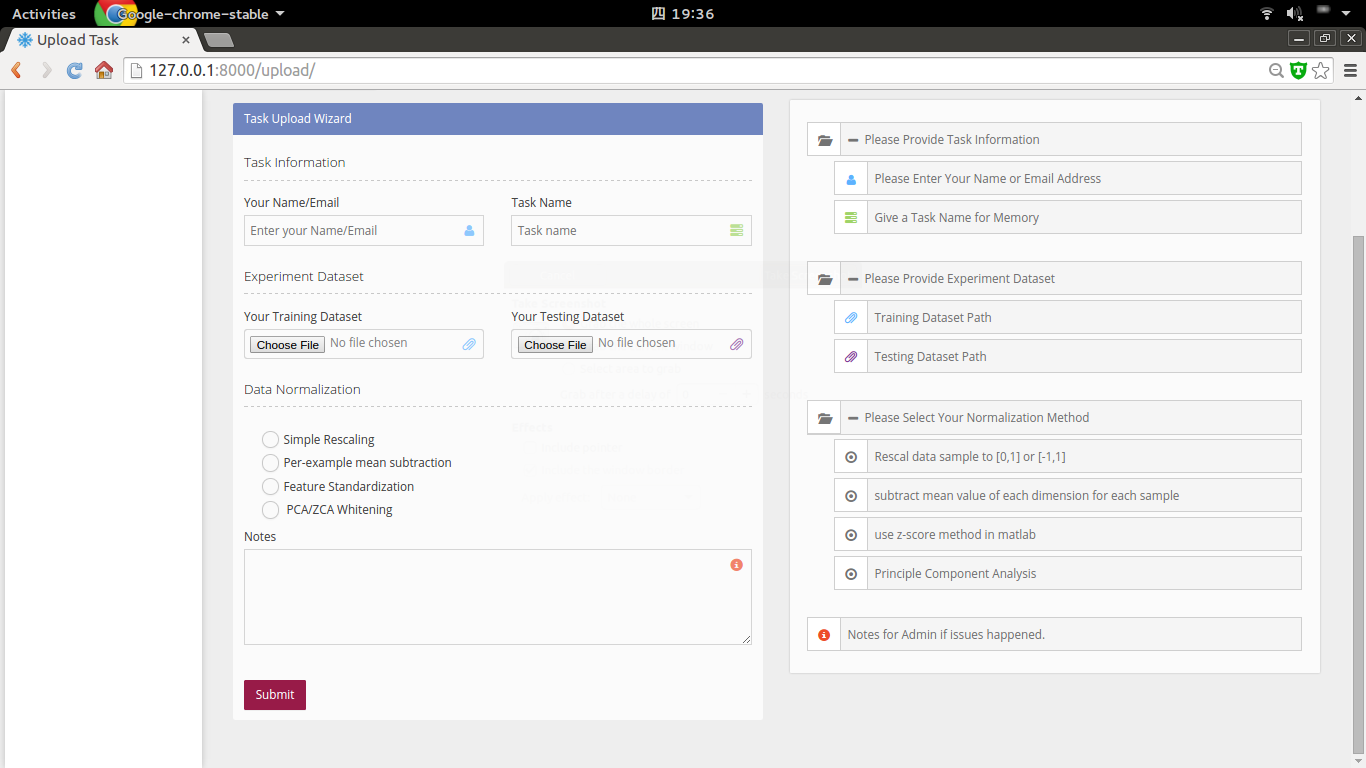 Activities
Google-chrome-stable
四 19:36
Upload Task
127.0.0.1:8000/upload/
Task Upload Wizard
Task Information
Your Name/Email
Task Name
Enter your Name/Email
Task name
Experiment Dataset
Your Training Dataset
Your Testing Dataset
Choose File No file chosen
Choose File No file chosen
Data Normalization
Simple Rescaling
Per-example mean subtraction
Feature Standardization
PCA/ZCA Whitening
Notes
Submit
Please Provide Task Information
Please Enter Your Name or Email Address
Give a Task Name for Memory
Please Provide Experiment Dataset
Training Dataset Path
Testing Dataset Path
Please Select Your Normalization Method
Rescal data sample to [0,1] or [-1,1]
subtract mean value of each dimension for each sample
use z-score method in matlab
Principle Component Analysis
Notes for Admin if issues happened.